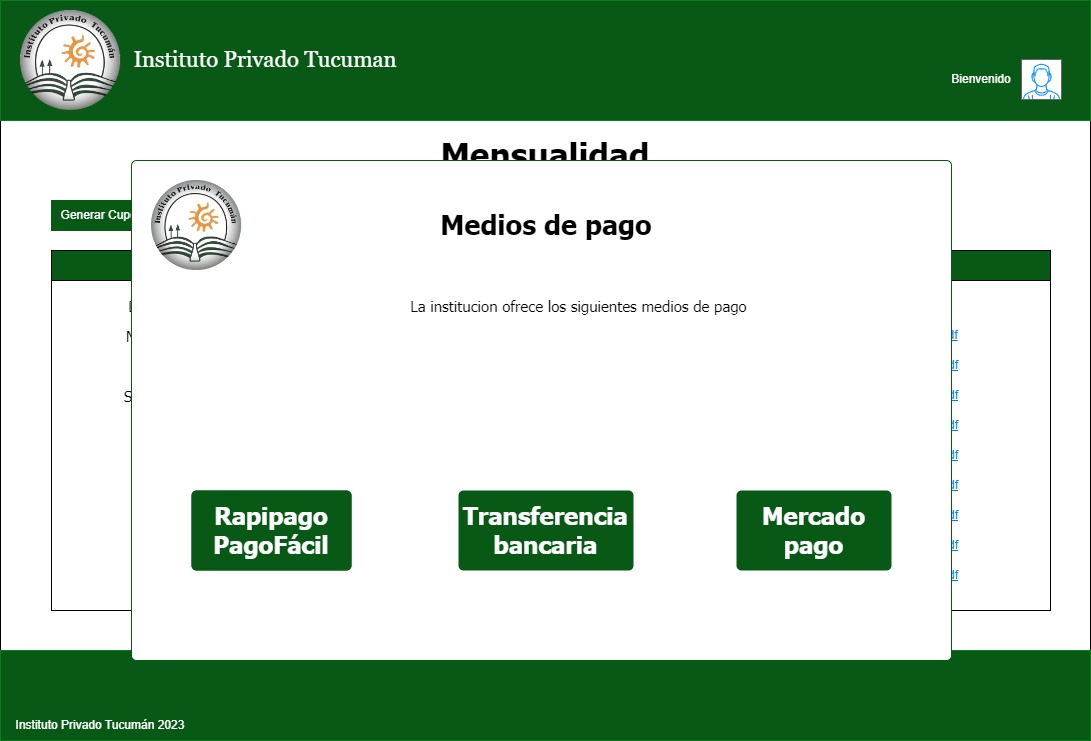 Instituto Privado Tucumán
Instituto Privado Tucuman
Bienvenido
Mensualidad
Generar Cup
Instituto Privado Tucumán
Medios de pago
La institucion ofrece los siguientes medios de pago
df
df
df
df
df
df
df
df
df
Rapipago
PagoFácil
Transferencia
bancaria
Mercado
pago
Instituto Privado Tucumán 2023